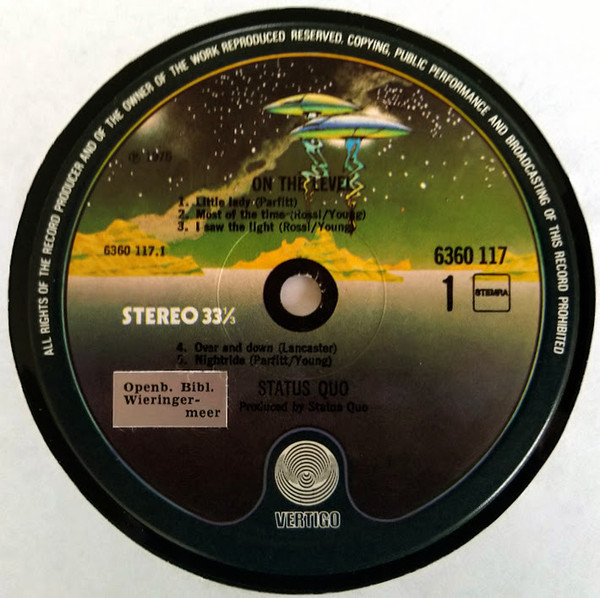 ALL RIGHTS OF THE RECORD PRODUCER AND OF THE OWNER OF THE WORK REPRODUCED RESERVED. COPYING, PUBLIC PERFORMANCE AND BROADCASTING OF THIS RECORD PROHIBITED
℗ 1975
ON THE LEVEL
1. Little lady (Parfitt)
2. Most of the time (Rossi/Young)
3. I saw the light (Rossi/Young)
6360 117.1
6360 117
1
STEMRA
STEREO 33⅓
4. Over and down (Lancaster)
5. Nightride (Parfitt/Young)
Openb. Bibl.
Wieringer-
meer
STATUS QUO
Produced by Status Quo
VERTIGO